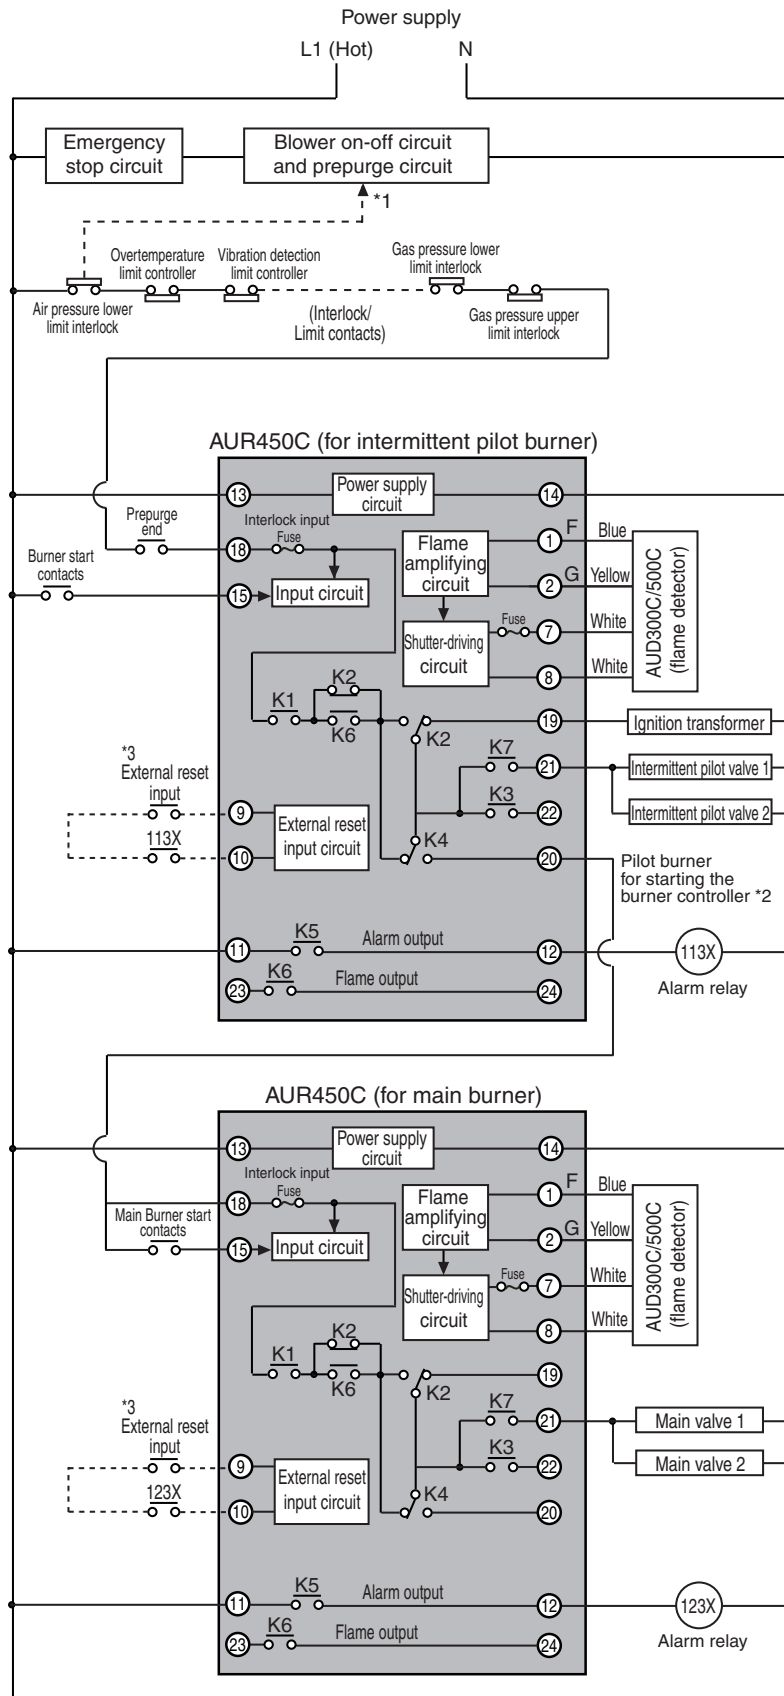 Power supply
L1 (Hot)
N
Emergency
stop circuit
Blower on-off circuit
and prepurge circuit
*1
Overtemperature
limit controller
Vibration detection
limit controller
Gas pressure lower
limit interlock
Air pressure lower
limit interlock
(Interlock/
Limit contacts)
Gas pressure upper
limit interlock
AUR450C (for intermittent pilot burner)
13
Power supply
circuit
14
Prepurge
end
18
Interlock input
Fuse
Flame
amplifying
circuit
1
F
Blue
Burner start
contacts
15
Input circuit
2
G
Yellow
Shutter-driving
circuit
Fuse
7
White
8
White
AUD300C/500C
(flame detector)
K1
K2
K6
K2
19
Ignition transformer
K7
21
Intermittent pilot valve 1
K3
22
Intermittent pilot valve 2
*3
External reset
input
9
113X
10
External reset
input circuit
K4
20
Pilot burner
for starting the
burner controller *2
11
K5
Alarm output
12
113X
Alarm relay
23
K6
Flame output
24
AUR450C (for main burner)
13
Power supply
circuit
14
18
Interlock input
Fuse
Flame
amplifying
circuit
1
F
Blue
Main Burner start
contacts
15
Input circuit
2
G
Yellow
Shutter-driving
circuit
Fuse
7
White
8
White
AUD300C/500C
(flame detector)
K1
K2
K6
K2
19
K7
21
Main valve 1
K3
22
Main valve 2
*3
External reset
input
9
123X
10
External reset
input circuit
K4
20
11
K5
Alarm output
12
123X
Alarm relay
23
K6
Flame output
24